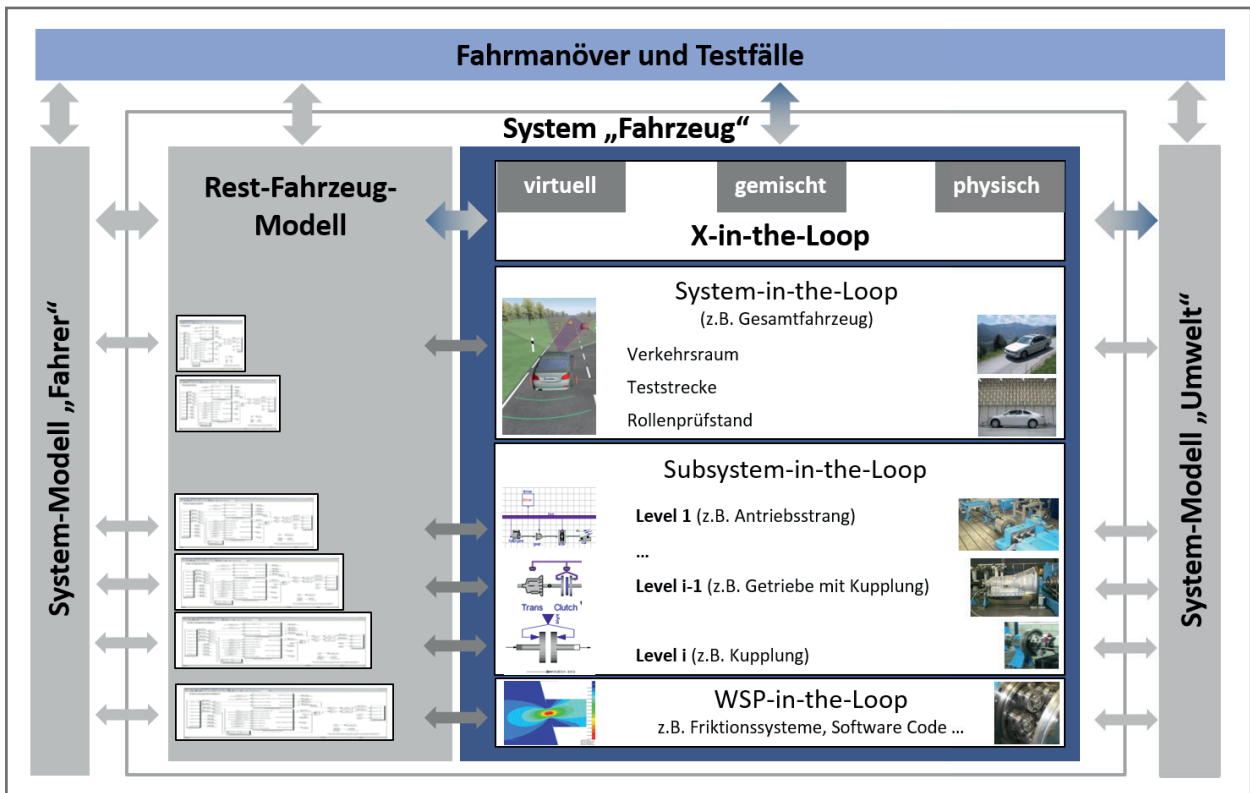 Fahrmanöver und Testfälle
System „Fahrzeug“
System-Modell „Fahrer“
Rest-Fahrzeug-
Modell
virtuell
gemischt
physisch
X-in-the-Loop
System-in-the-Loop
(z.B. Gesamtfahrzeug)
Verkehrsraum
Teststrecke
Rollenprüfstand
Subsystem-in-the-Loop
Level 1 (z.B. Antriebsstrang)
...
Level i-1 (z.B. Getriebe mit Kupplung)
Trans Clutch
Level i (z.B. Kupplung)
WSP-in-the-Loop
z.B. Friktionssysteme, Software Code ...
System-Modell „Umwelt“